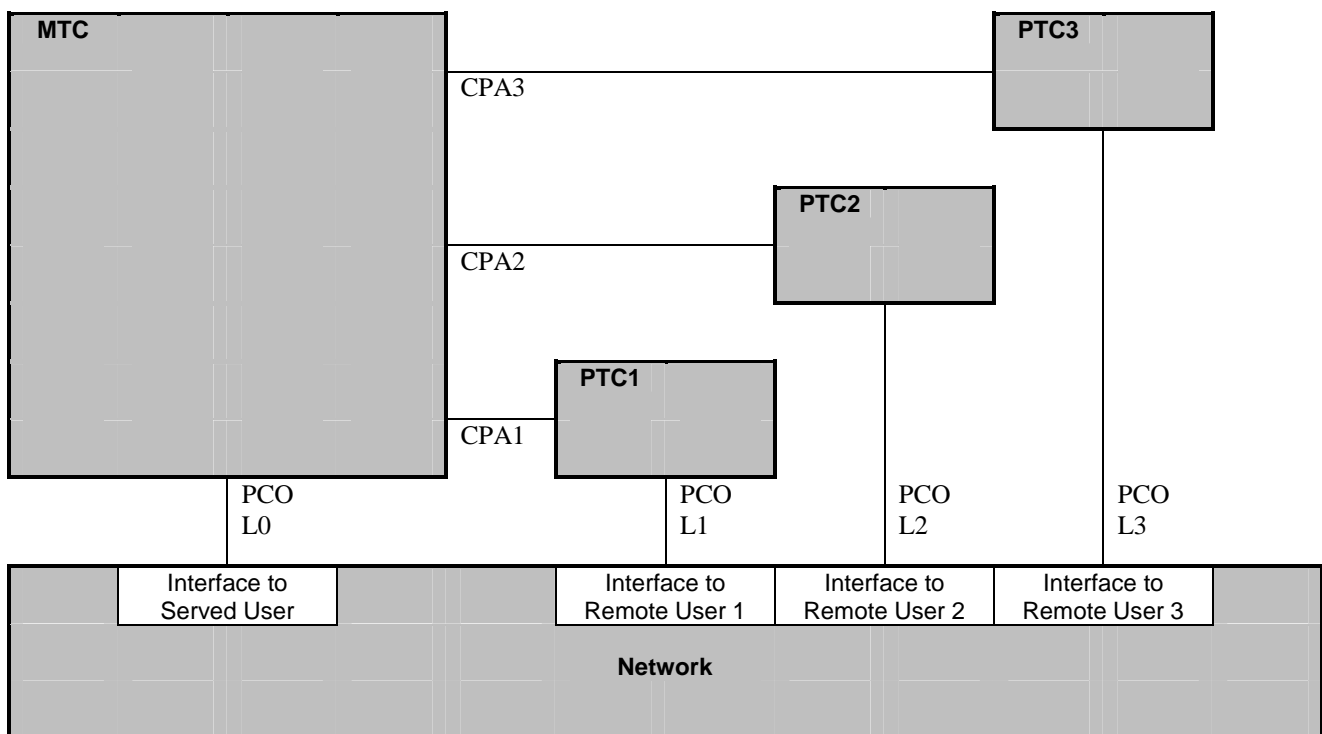 MTC
PTC3
CPA3
PTC2
CPA2
PTC1
CPA1
PCO
L0
PCO
L1
PCO
L2
PCO
L3
Interface to
Served User
Interface to
Remote User 1
Interface to
Remote User 2
Interface to
Remote User 3
Network